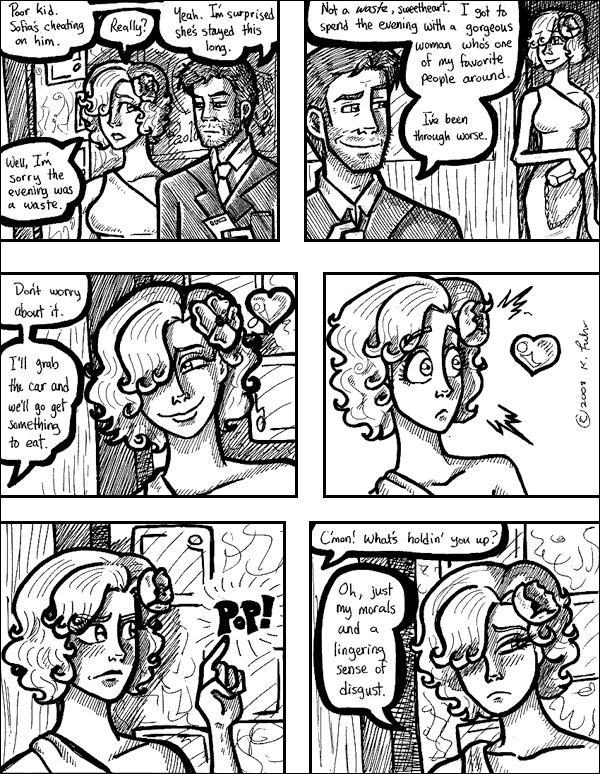 Poor kid.
Sofia's cheating
on him.
Really?
Yeah. I'm surprised
she's stayed this
long.
Well, I'm
sorry the
evening was
a waste.
Not a waste, sweetheart. I got to
spend the evening with a gorgeous
woman who's one
of my favorite
people around.
I've been
through worse.
Don't worry
about it.
I'll grab
the car and
we'll go get
something
to eat.
©2008 K. Fuhr
POP!
C'mon! What's holdin' you up?
Oh, just
my morals
and a
lingering
sense of
disgust.